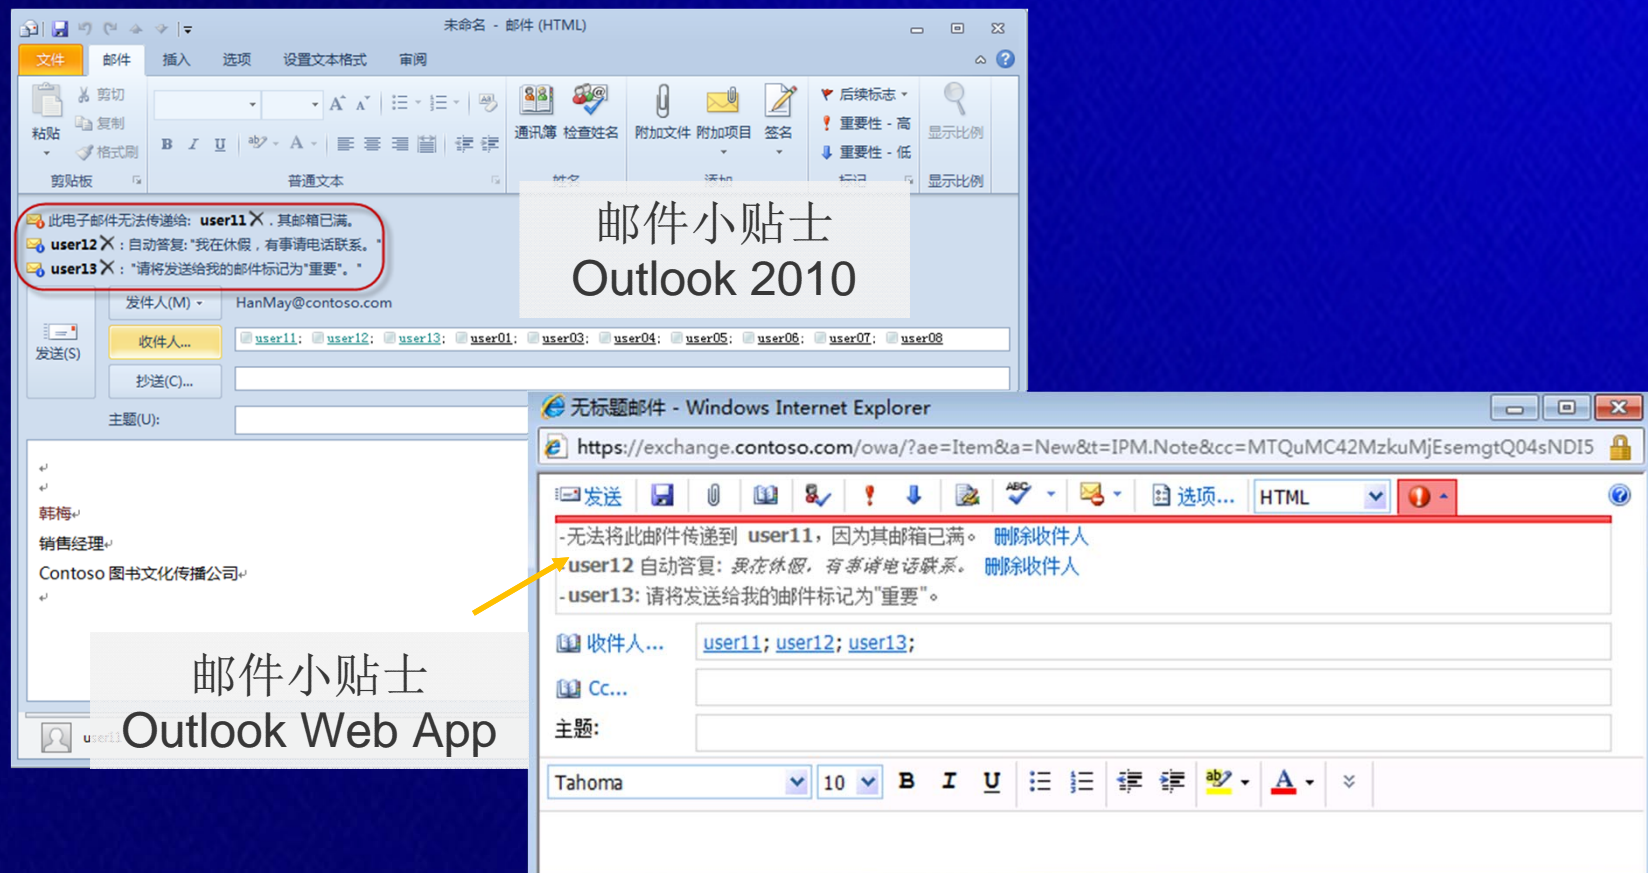 未命名 - 邮件 (HTML)
文件 邮件 插入 选项 设置文本格式 审阅
粘贴
剪切
复制
格式刷
剪贴板
B I U
A
普通文本
通讯簿 检查姓名
姓名
附加文件 附加项目 签名
添加
后续标志
重要性 - 高
重要性 - 低
标记
显示比例
显示比例
此电子邮件无法传递给: user11 , 其邮箱已满。
user12 : 自动答复: "我在休假，有事请电话联系。"
user13 : "请将发送给我的邮件标记为"重要"。"
邮件小贴士
Outlook 2010
发件人(M) HanMay@contoso.com
发送(S)
收件人... user11; user12; user13; user01; user03; user04; user05; user06; user07; user08
抄送(C)...
主题(U):
韩梅
销售经理
Contoso 图书文化传播公司
邮件小贴士
Outlook Web App
无标题邮件 - Windows Internet Explorer
https://exchange.contoso.com/owa/?ae=Item&a=New&t=IPM.Note&cc=MTQuMC42MzkuMjEsemgtQ04sNDI5
发送 ABC 选项... HTML
-无法将此邮件传递到 user11，因为其邮箱已满。 删除收件人
-user12 自动答复: 我在休假，有事请电话联系。 删除收件人
-user13: 请将发送给我的邮件标记为"重要"。
收件人... user11; user12; user13;
Cc...
主题:
Tahoma 10 B I U ab A